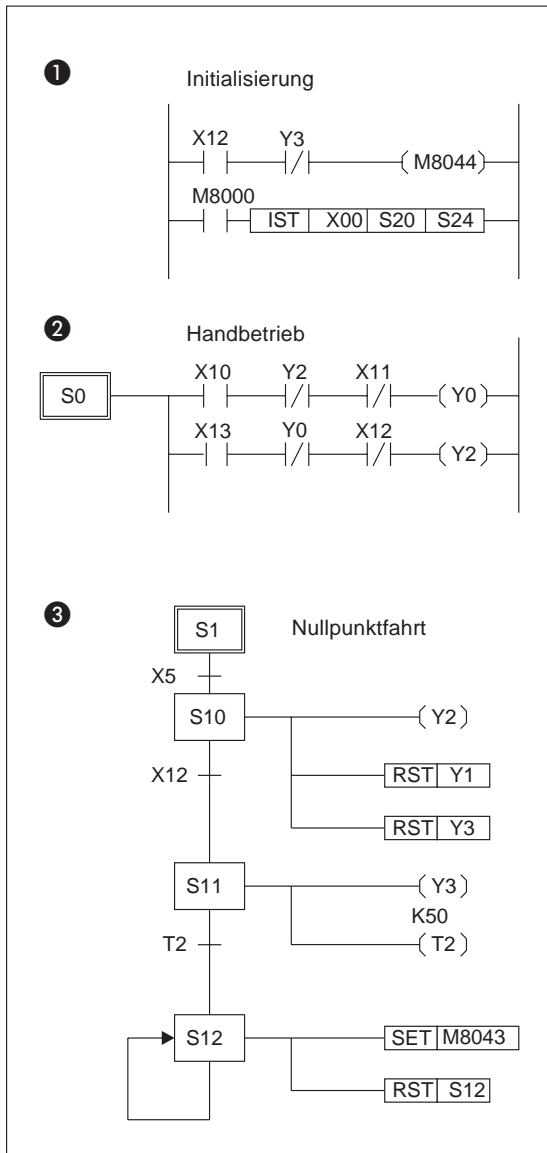 1 Initialisierung
X12 Y3
M8044
M8000
IST X00 S20 S24
2 Handbetrieb
X10 Y2 X11
S0 Y0
X13 Y0 X12
Y2
3
S1 Nullpunktfahrt
X5
S10 Y2
X12 RST Y1
RST Y3
S11 Y3
K50
T2 T2
S12 SET M8043
RST S12